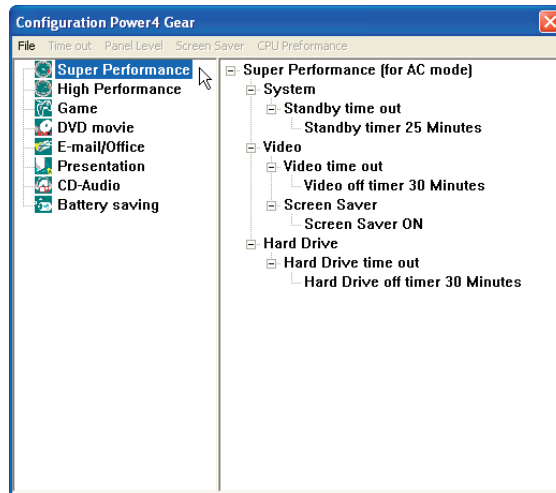 Configuration Power4 Gear
File Time out Panel Level Screen Saver CPU Preformance
Super Performance
High Performance
Game
DVD movie
E-mail/Office
Presentation
CD-Audio
Battery saving
Super Performance (for AC mode)
System
Standby time out
Standby timer 25 Minutes
Video
Video time out
Video off timer 30 Minutes
Screen Saver
Screen Saver ON
Hard Drive
Hard Drive time out
Hard Drive off timer 30 Minutes